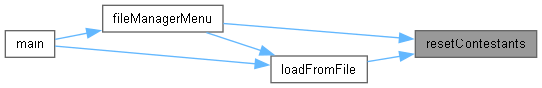 fileManagerMenu
main
resetContestants
loadFromFile